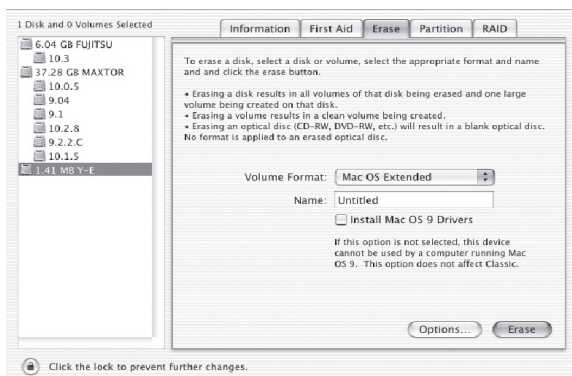 1 Disk and 0 Volumes Selected
Information First Aid Erase Partition RAID
6.04 GB FUJITSU
10.3
37.28 GB MAXTOR
10.0.5
9.04
9.1
10.2.8
9.2.2.C
10.1.5
1.41 MB Y-E
To erase a disk, select a disk or volume, select the appropriate format and name
and and click the erase button.
• Erasing a disk results in all volumes of that disk being erased and one large
volume being created on that disk.
• Erasing a volume results in a clean volume being created.
• Erasing an optical disc (CD-RW, DVD-RW, etc.) will result in a blank optical disc.
No format is applied to an erased optical disc.
Volume Format: Mac OS Extended
Name: Untitled
Install Mac OS 9 Drivers
If this option is not selected, this device
cannot be used by a computer running Mac
OS 9. This option does not affect Classic.
Options... Erase
Click the lock to prevent further changes.